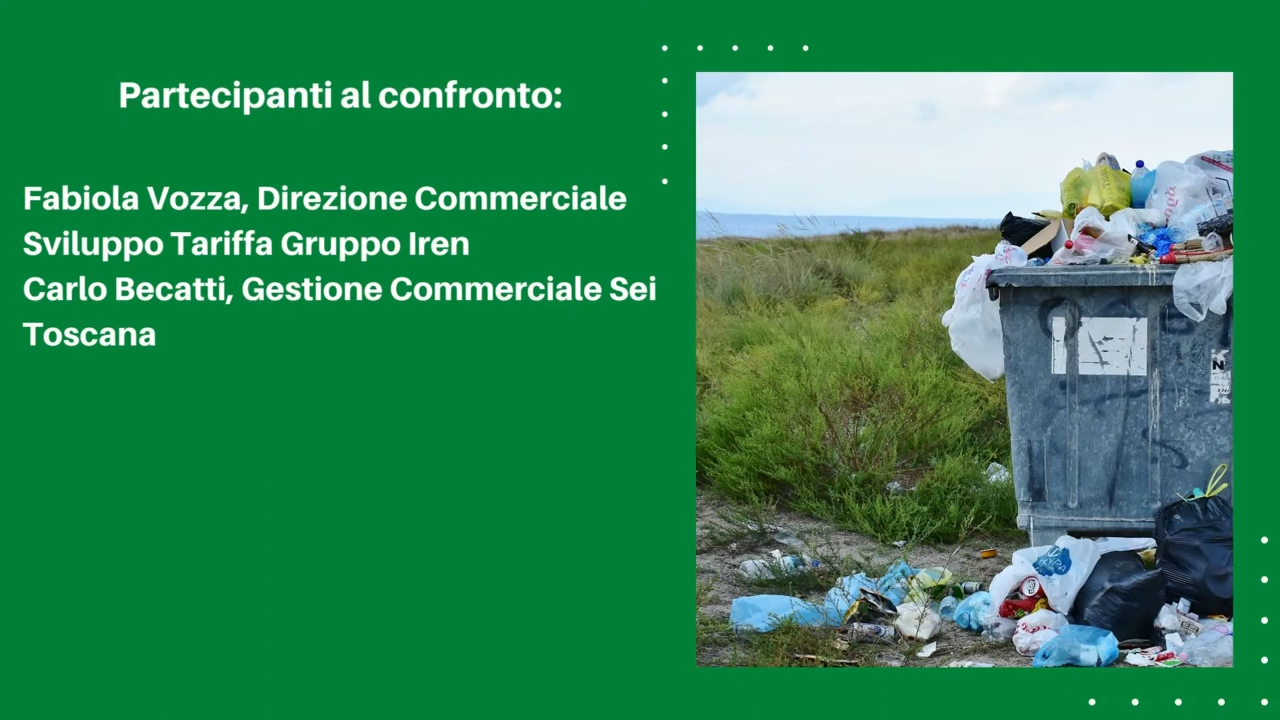 Partecipanti al confronto:
Fabiola Vozza, Direzione Commerciale
Sviluppo Tariffa Gruppo Iren
Carlo Becatti, Gestione Commerciale Sei
Toscana